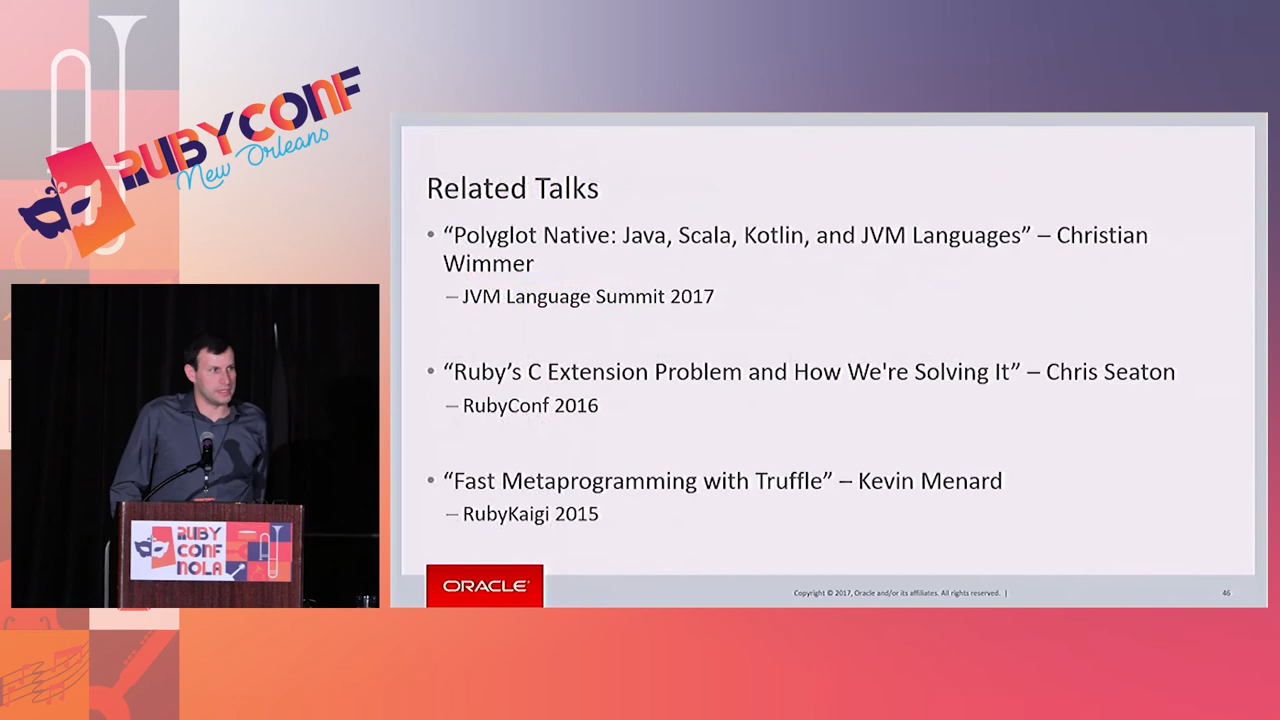 RUBYCONF
New Orleans
Related Talks
• “Polyglot Native: Java, Scala, Kotlin, and JVM Languages” – Christian
Wimmer
– JVM Language Summit 2017
• “Ruby’s C Extension Problem and How We're Solving It” – Chris Seaton
– RubyConf 2016
• “Fast Metaprogramming with Truffle” – Kevin Menard
– RubyKaigi 2015
RUBY
CONF
NOLA
ORACLE®
Copyright © 2017, Oracle and/or its affiliates. All rights reserved. |
46